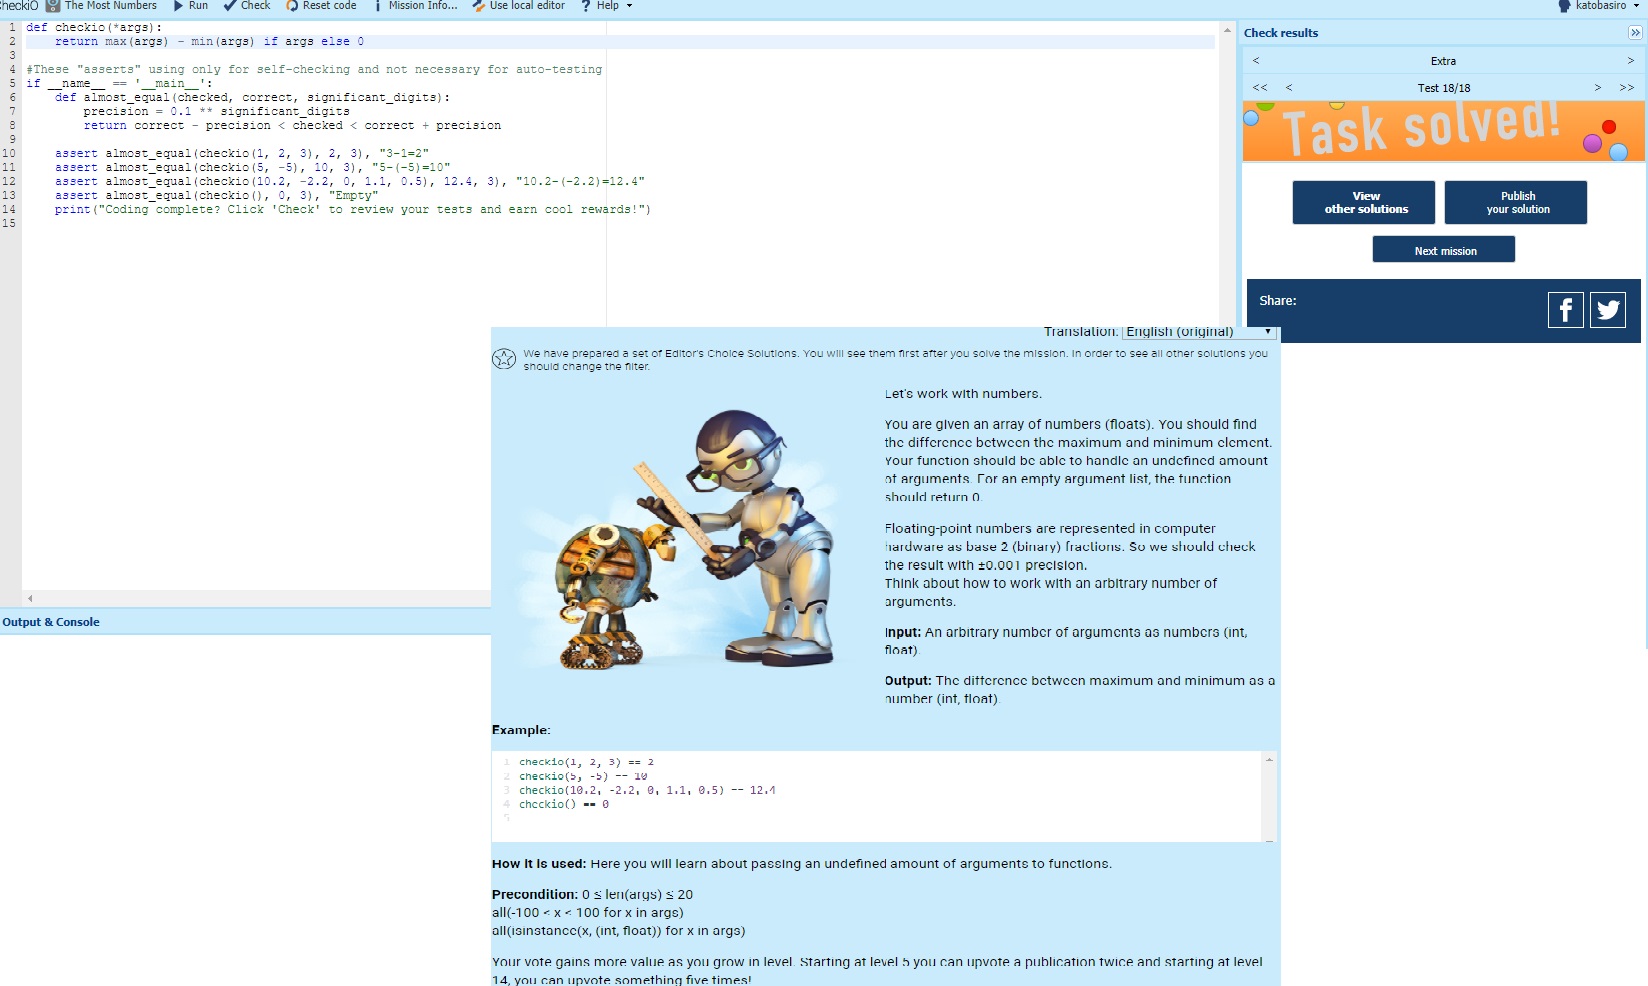 heckiO The Most Numbers Run Check Reset code Mission Info... Use local editor ? Help katobasiro
1 def checkio(*args):
2 return max(args) - min(args) if args else 0
3
4 #These "asserts" using only for self-checking and not necessary for auto-testing
5 if __name__ == '__main__':
6 def almost_equal(checked, correct, significant_digits):
7 precision = 0.1 ** significant_digits
8 return correct - precision < checked < correct + precision
9
10 assert almost_equal(checkio(1, 2, 3), 2, 3), "3-1=2"
11 assert almost_equal(checkio(5, -5), 10, 3), "5-(-5)=10"
12 assert almost_equal(checkio(10.2, -2.2, 0, 1.1, 0.5), 12.4, 3), "10.2-(-2.2)=12.4"
13 assert almost_equal(checkio(), 0, 3), "Empty"
14 print("Coding complete? Click 'Check' to review your tests and earn cool rewards!")
15
Output & Console
Check results »
< Extra >
<< < Test 18/18 > >>
Task solved!
View
other solutions
Publish
your solution
Next mission
Share:
Translation: English (original)
We have prepared a set of Editor's Choice Solutions. You will see them first after you solve the mission. In order to see all other solutions you
should change the filter.
Let's work with numbers.
You are given an array of numbers (floats). You should find
the difference between the maximum and minimum element.
Your function should be able to handle an undefined amount
of arguments. For an empty argument list, the function
should return 0.
Floating-point numbers are represented in computer
hardware as base 2 (binary) fractions. So we should check
the result with ±0.001 precision.
Think about how to work with an arbitrary number of
arguments.
Input: An arbitrary number of arguments as numbers (int,
float).
Output: The difference between maximum and minimum as a
number (int, float).
Example:
1 checkio(1, 2, 3) == 2
2 checkio(5, -5) == 10
3 checkio(10.2, -2.2, 0, 1.1, 0.5) == 12.4
4 checkio() == 0
5
How it is used: Here you will learn about passing an undefined amount of arguments to functions.
Precondition: 0 ≤ len(args) ≤ 20
all(-100 < x < 100 for x in args)
all(isinstance(x, (int, float)) for x in args)
Your vote gains more value as you grow in level. Starting at level 5 you can upvote a publication twice and starting at level
14, you can upvote something five times!